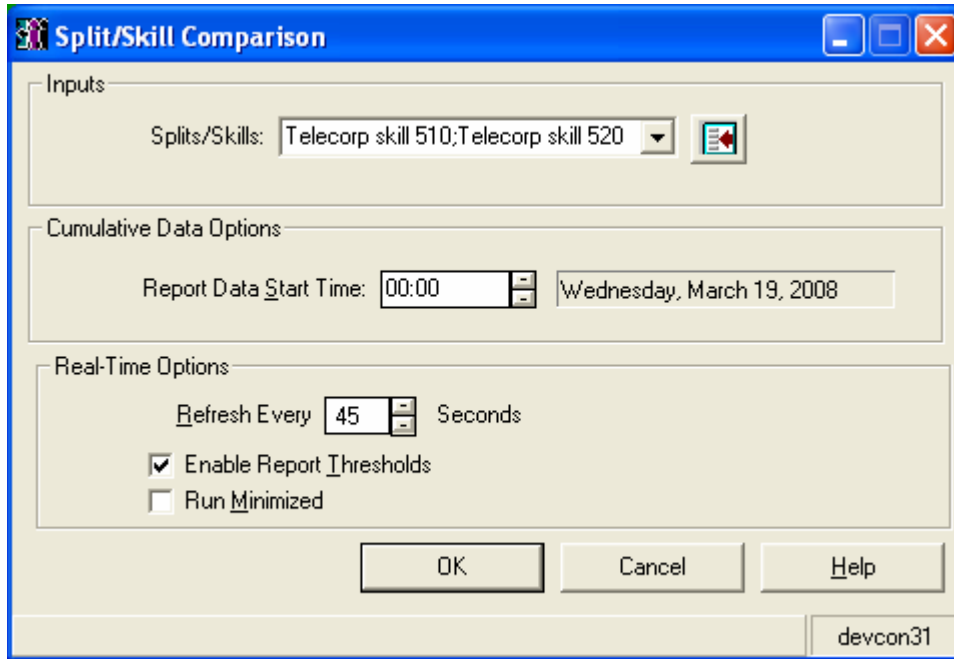 Split/Skill Comparison
Inputs
Splits/Skills: Telecorp skill 510;Telecorp skill 520
Cumulative Data Options
Report Data Start Time: 00:00 Wednesday, March 19, 2008
Real-Time Options
Refresh Every 45 Seconds
Enable Report Thresholds
Run Minimized
OK Cancel Help
devcon31